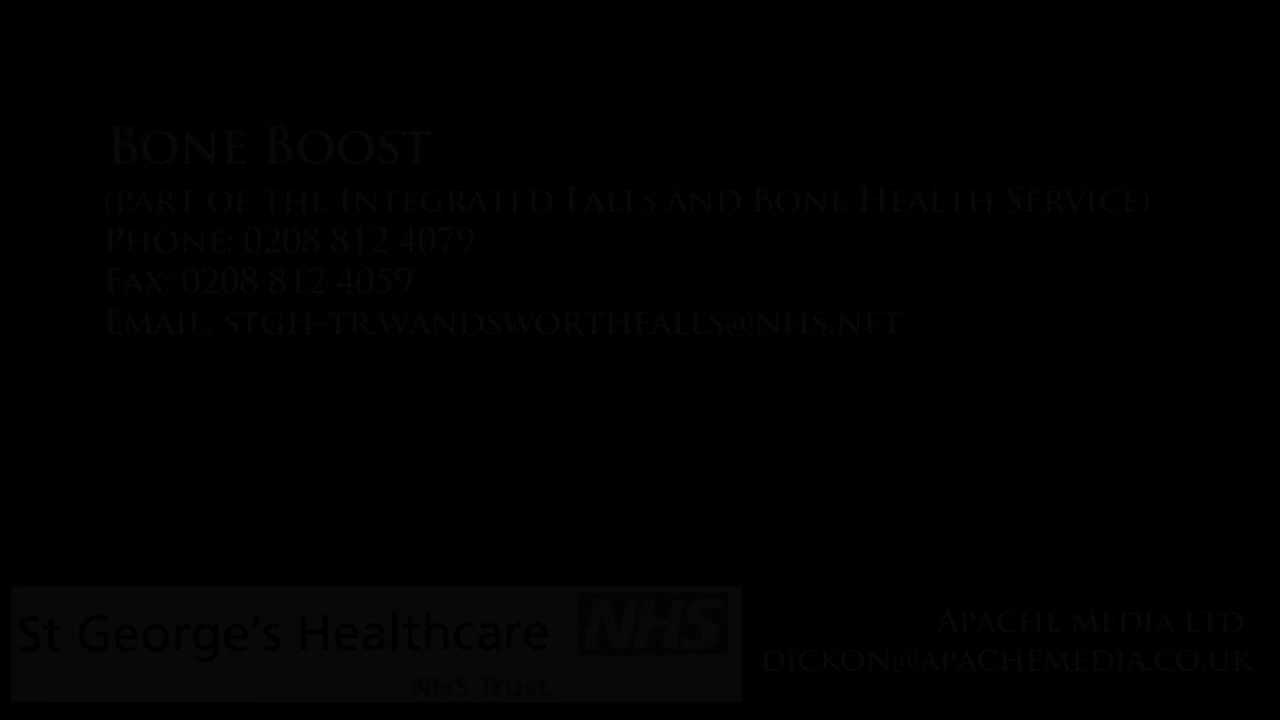 BONE BOOST
(PART OF THE INTEGRATED FALLS AND BONE HEALTH SERVICE)
PHONE: 0208 812 4079
FAX: 0208 812 4059
EMAIL: STGH-TR.WANDSWORTHFALLS@NHS.NET
St George's Healthcare NHS
NHS Trust
APACHE MEDIA LTD.
DICKON@APACHEMEDIA.CO.UK